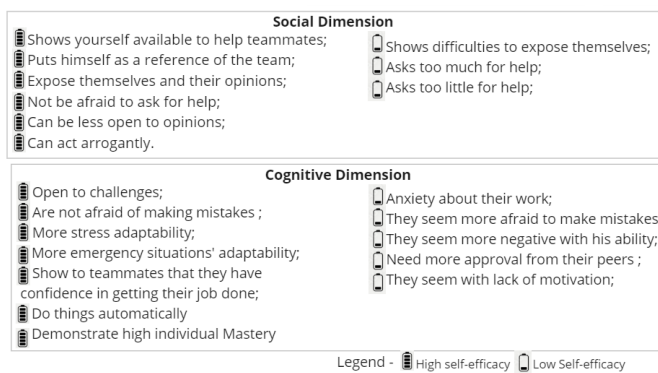 Social Dimension
Shows yourself available to help teammates;
Puts himself as a reference of the team;
Expose themselves and their opinions;
Not be afraid to ask for help;
Can be less open to opinions;
Can act arrogantly.
Shows difficulties to expose themselves;
Asks too much for help;
Asks too little for help;
Cognitive Dimension
Open to challenges;
Are not afraid of making mistakes ;
More stress adaptability;
More emergency situations' adaptability;
Show to teammates that they have
confidence in getting their job done;
Do things automatically
Demonstrate high individual Mastery
Anxiety about their work;
They seem more afraid to make mistakes
They seem more negative with his ability;
Need more approval from their peers ;
They seem with lack of motivation;
Legend - High self-efficacy Low Self-efficacy